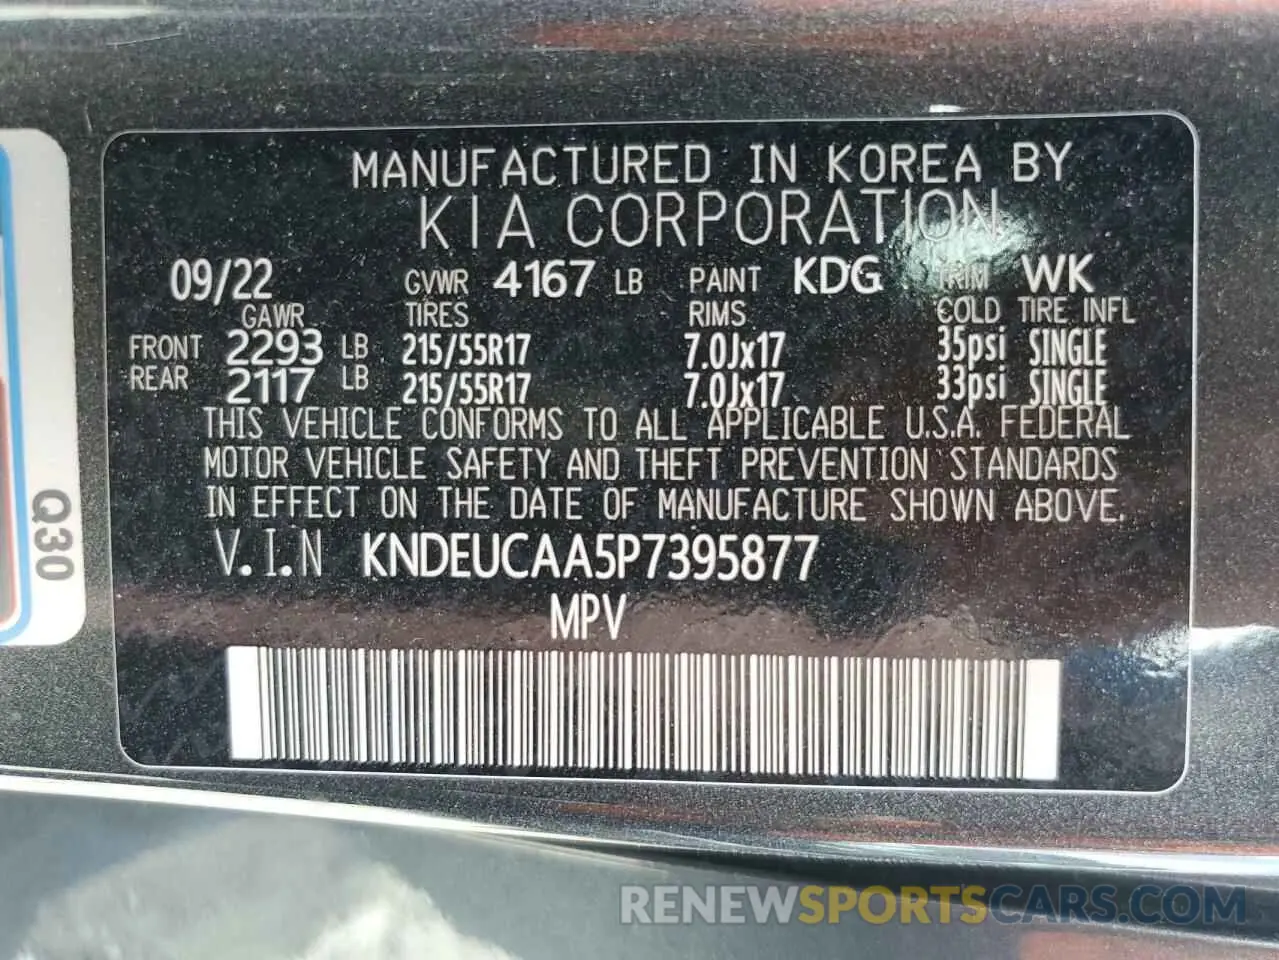 MANUFACTURED IN KOREA BY
KIA CORPORATION
09/22 GVWR 4167 LB PAINT KDG TRIM WK
GAWR TIRES RIMS COLD TIRE INFL
FRONT 2293 LB 215/55R17 7.0Jx17 35psi SINGLE
REAR 2117 LB 215/55R17 7.0Jx17 33psi SINGLE
THIS VEHICLE CONFORMS TO ALL APPLICABLE U.S.A. FEDERAL
MOTOR VEHICLE SAFETY AND THEFT PREVENTION STANDARDS
IN EFFECT ON THE DATE OF MANUFACTURE SHOWN ABOVE.
V.I.N KNDEUCAA5P7395877
MPV
Q30
RENEWSPORTSCARS.COM